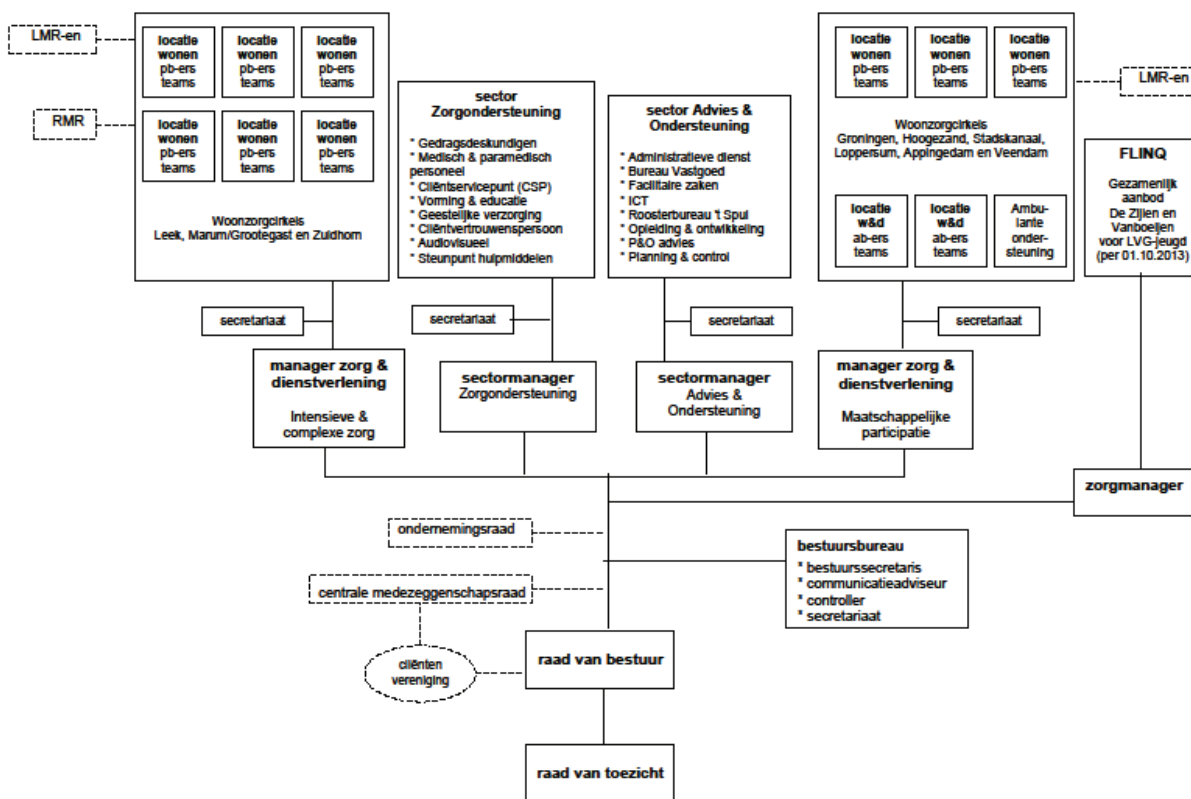 LMR-en
RMR
locatie
wonen
pb-ers
teams
locatie
wonen
pb-ers
teams
locatie
wonen
pb-ers
teams
locatie
wonen
pb-ers
teams
locatie
wonen
pb-ers
teams
locatie
wonen
pb-ers
teams
Woonzorgcirkels
Leek, Marum/Grootegast en Zuidhorn
sector
Zorgondersteuning
* Gedragsdeskundigen
* Medisch & paramedisch
personeel
* Cliëntservicepunt (CSP)
* Vorming & educatie
* Geestelijke verzorging
* Cliëntvertrouwenspersoon
* Audiovisueel
* Steunpunt hulpmiddelen
sector Advies &
Ondersteuning
* Administratieve dienst
* Bureau Vastgoed
* Facilitaire zaken
* ICT
* Roosterbureau 't Spui
* Opleiding & ontwikkeling
* P&O advies
* Planning & control
locatie
wonen
pb-ers
teams
locatie
wonen
pb-ers
teams
locatie
wonen
pb-ers
teams
Woonzorgcirkels
Groningen, Hoogezand, Stadskanaal,
Loppersum, Appingedam en Veendam
locatie
w&d
ab-ers
teams
locatie
w&d
ab-ers
teams
Ambu-
lante
onder-
steuning
LMR-en
FLINQ
Gezamenlijk
aanbod
De Zijlen en
Vanboeijen
voor LVG-jeugd
(per 01.10.2013)
secretariaat
secretariaat
secretariaat
secretariaat
manager zorg &
dienstverlening
Intensieve &
complexe zorg
sectormanager
Zorgondersteuning
sectormanager
Advies &
Ondersteuning
manager zorg &
dienstverlening
Maatschappelijke
participatie
zorgmanager
ondernemingsraad
bestuursbureau
* bestuurssecretaris
* communicatieadviseur
* controller
* secretariaat
centrale medezeggenschapsraad
cliënten
vereniging
raad van bestuur
raad van toezicht